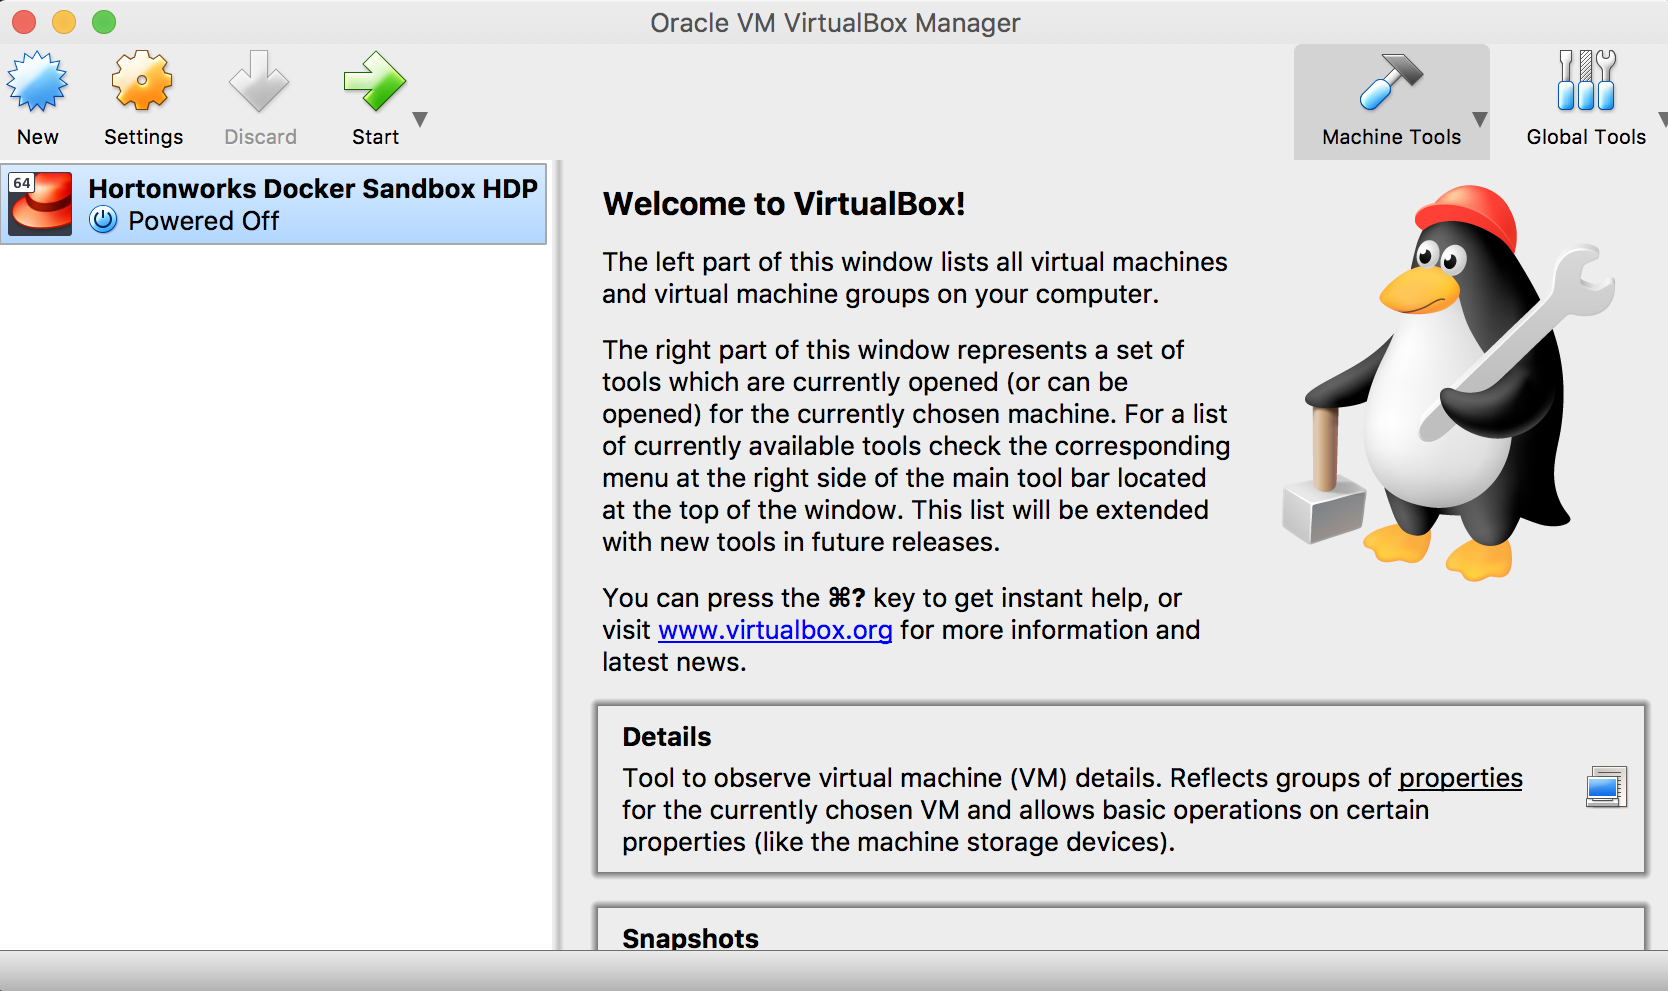 Oracle VM VirtualBox Manager
New
Settings
Discard
Start
Machine Tools
Global Tools
64
Hortonworks Docker Sandbox HDP
Powered Off
Welcome to VirtualBox!
The left part of this window lists all virtual machines
and virtual machine groups on your computer.
The right part of this window represents a set of
tools which are currently opened (or can be
opened) for the currently chosen machine. For a list
of currently available tools check the corresponding
menu at the right side of the main tool bar located
at the top of the window. This list will be extended
with new tools in future releases.
You can press the ⌘? key to get instant help, or
visit www.virtualbox.org for more information and
latest news.
Details
Tool to observe virtual machine (VM) details. Reflects groups of properties
for the currently chosen VM and allows basic operations on certain
properties (like the machine storage devices).
Snapshots